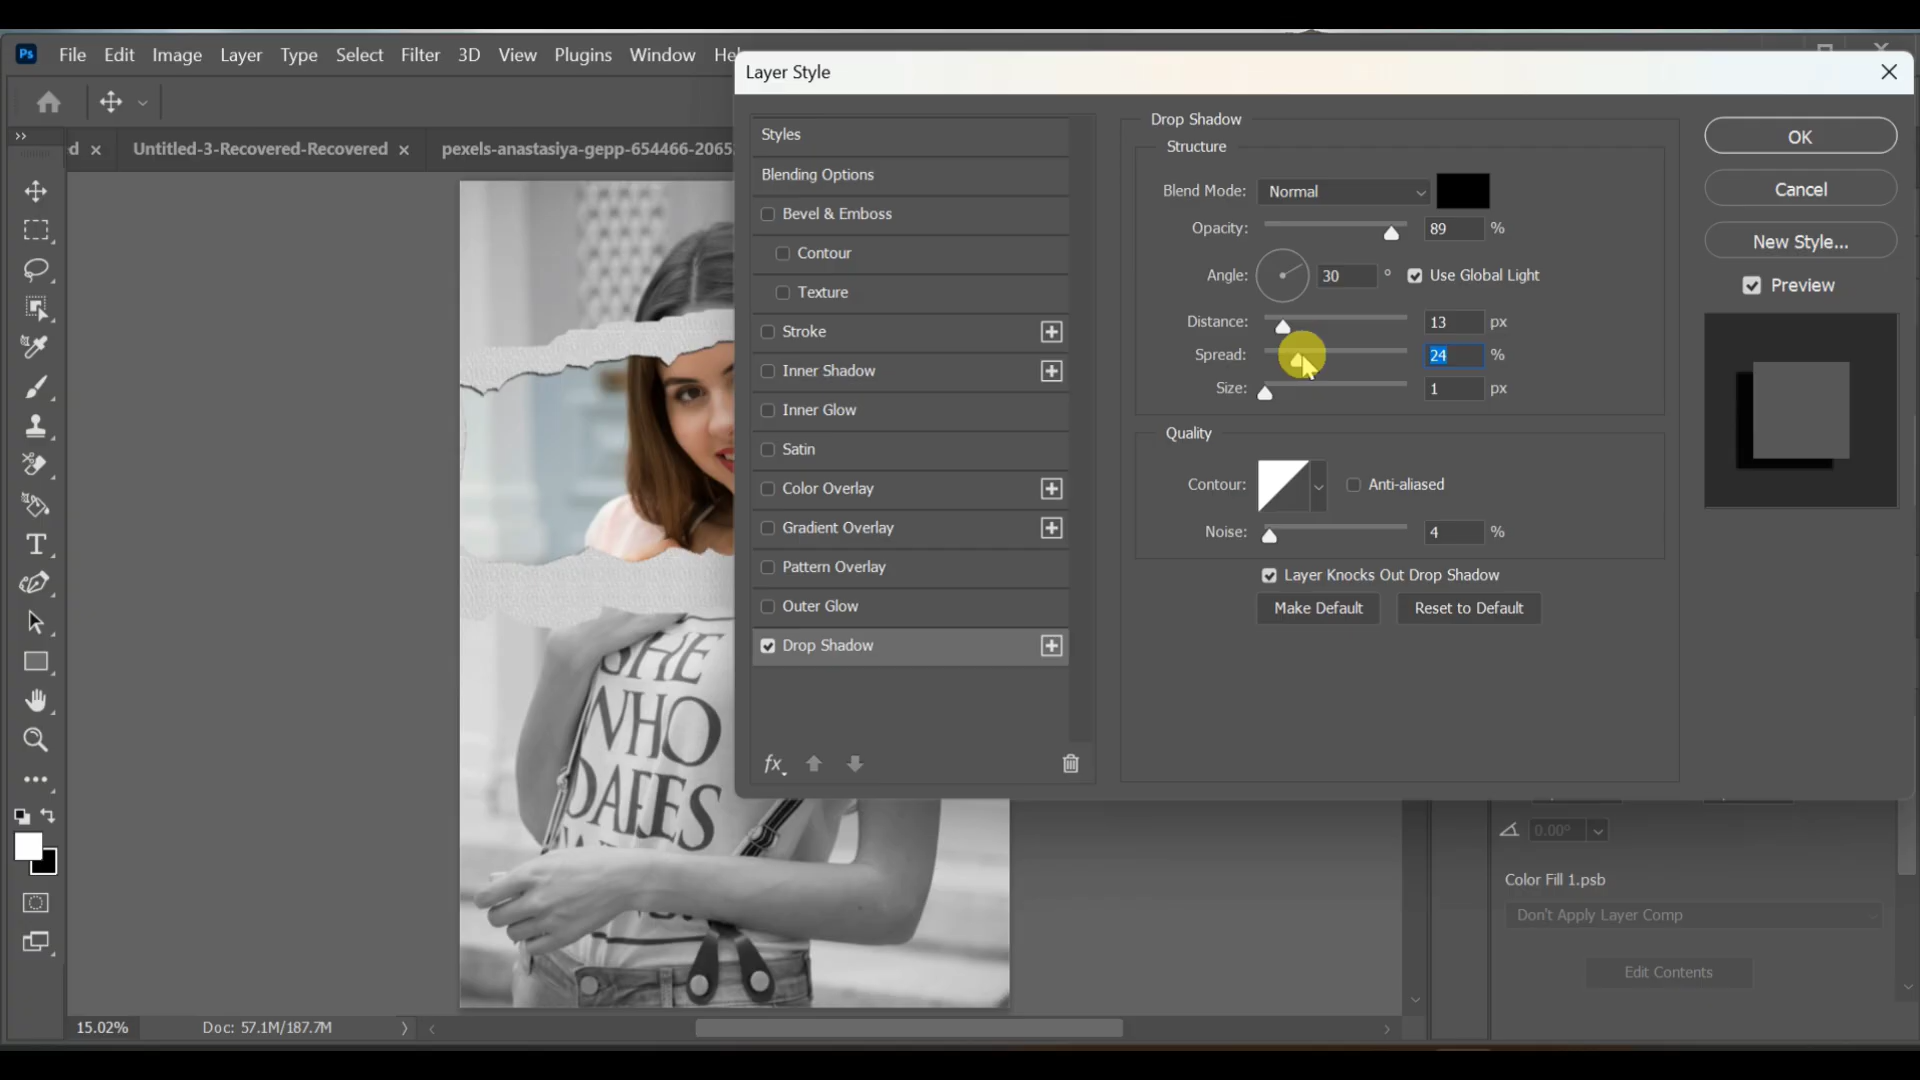 Ps File Edit Image Layer Type Select Filter 3D View Plugins Window Hel
Layer Style
d × Untitled-3-Recovered-Recovered × pexels-anastasiya-gepp-654466-2065
Styles
Blending Options
Bevel & Emboss
Contour
Texture
Stroke
Inner Shadow
Inner Glow
Satin
Color Overlay
Gradient Overlay
Pattern Overlay
Outer Glow
Drop Shadow
fx
Drop Shadow
Structure
Blend Mode: Normal
Opacity: 89 %
Angle: 30 ° Use Global Light
Distance: 13 px
Spread: 24 %
Size: 1 px
Quality
Contour: Anti-aliased
Noise: 4 %
Layer Knocks Out Drop Shadow
Make Default Reset to Default
OK
Cancel
New Style...
Preview
SHE
WHO
DARES
0.00°
Color Fill 1.psb
Don't Apply Layer Comp
Edit Contents
15.02% Doc: 57.1M/187.7M